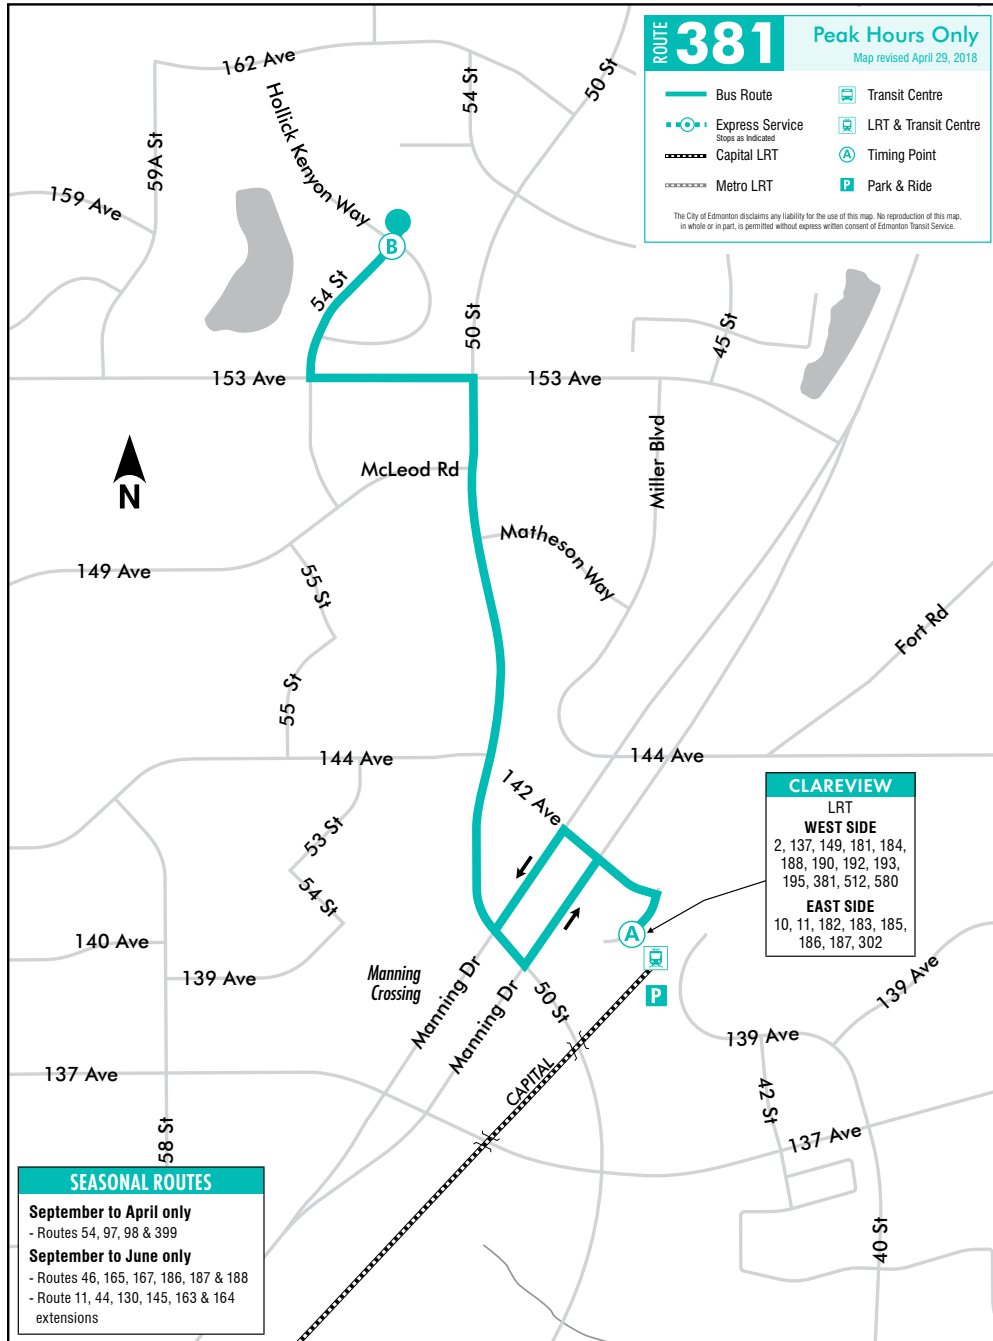 ROUTE 381
Peak Hours Only
Map revised April 29, 2018
Bus Route
Express Service
Stops as Indicated
Capital LRT
Metro LRT
Transit Centre
LRT & Transit Centre
A Timing Point
P Park & Ride
The City of Edmonton disclaims any liability for the use of this map. No reproduction of this map,
in whole or in part, is permitted without express written consent of Edmonton Transit Service.
162 Ave
Hollick Kenyon Way
54 St
50 St
59A St
159 Ave
B
54 St
50 St
45 St
153 Ave
153 Ave
N
McLeod Rd
Miller Blvd
Matheson Way
149 Ave
55 St
Fort Rd
55 St
144 Ave
144 Ave
142 Ave
53 St
54 St
CLAREVIEW
LRT
WEST SIDE
2, 137, 149, 181, 184,
188, 190, 192, 193,
195, 381, 512, 580
EAST SIDE
10, 11, 182, 183, 185,
186, 187, 302
A
P
140 Ave
139 Ave
Manning
Crossing
Manning Dr
Manning Dr
50 St
139 Ave
139 Ave
CAPITAL
137 Ave
42 St
137 Ave
58 St
40 St
SEASONAL ROUTES
September to April only
- Routes 54, 97, 98 & 399
September to June only
- Routes 46, 165, 167, 186, 187 & 188
- Route 11, 44, 130, 145, 163 & 164
extensions